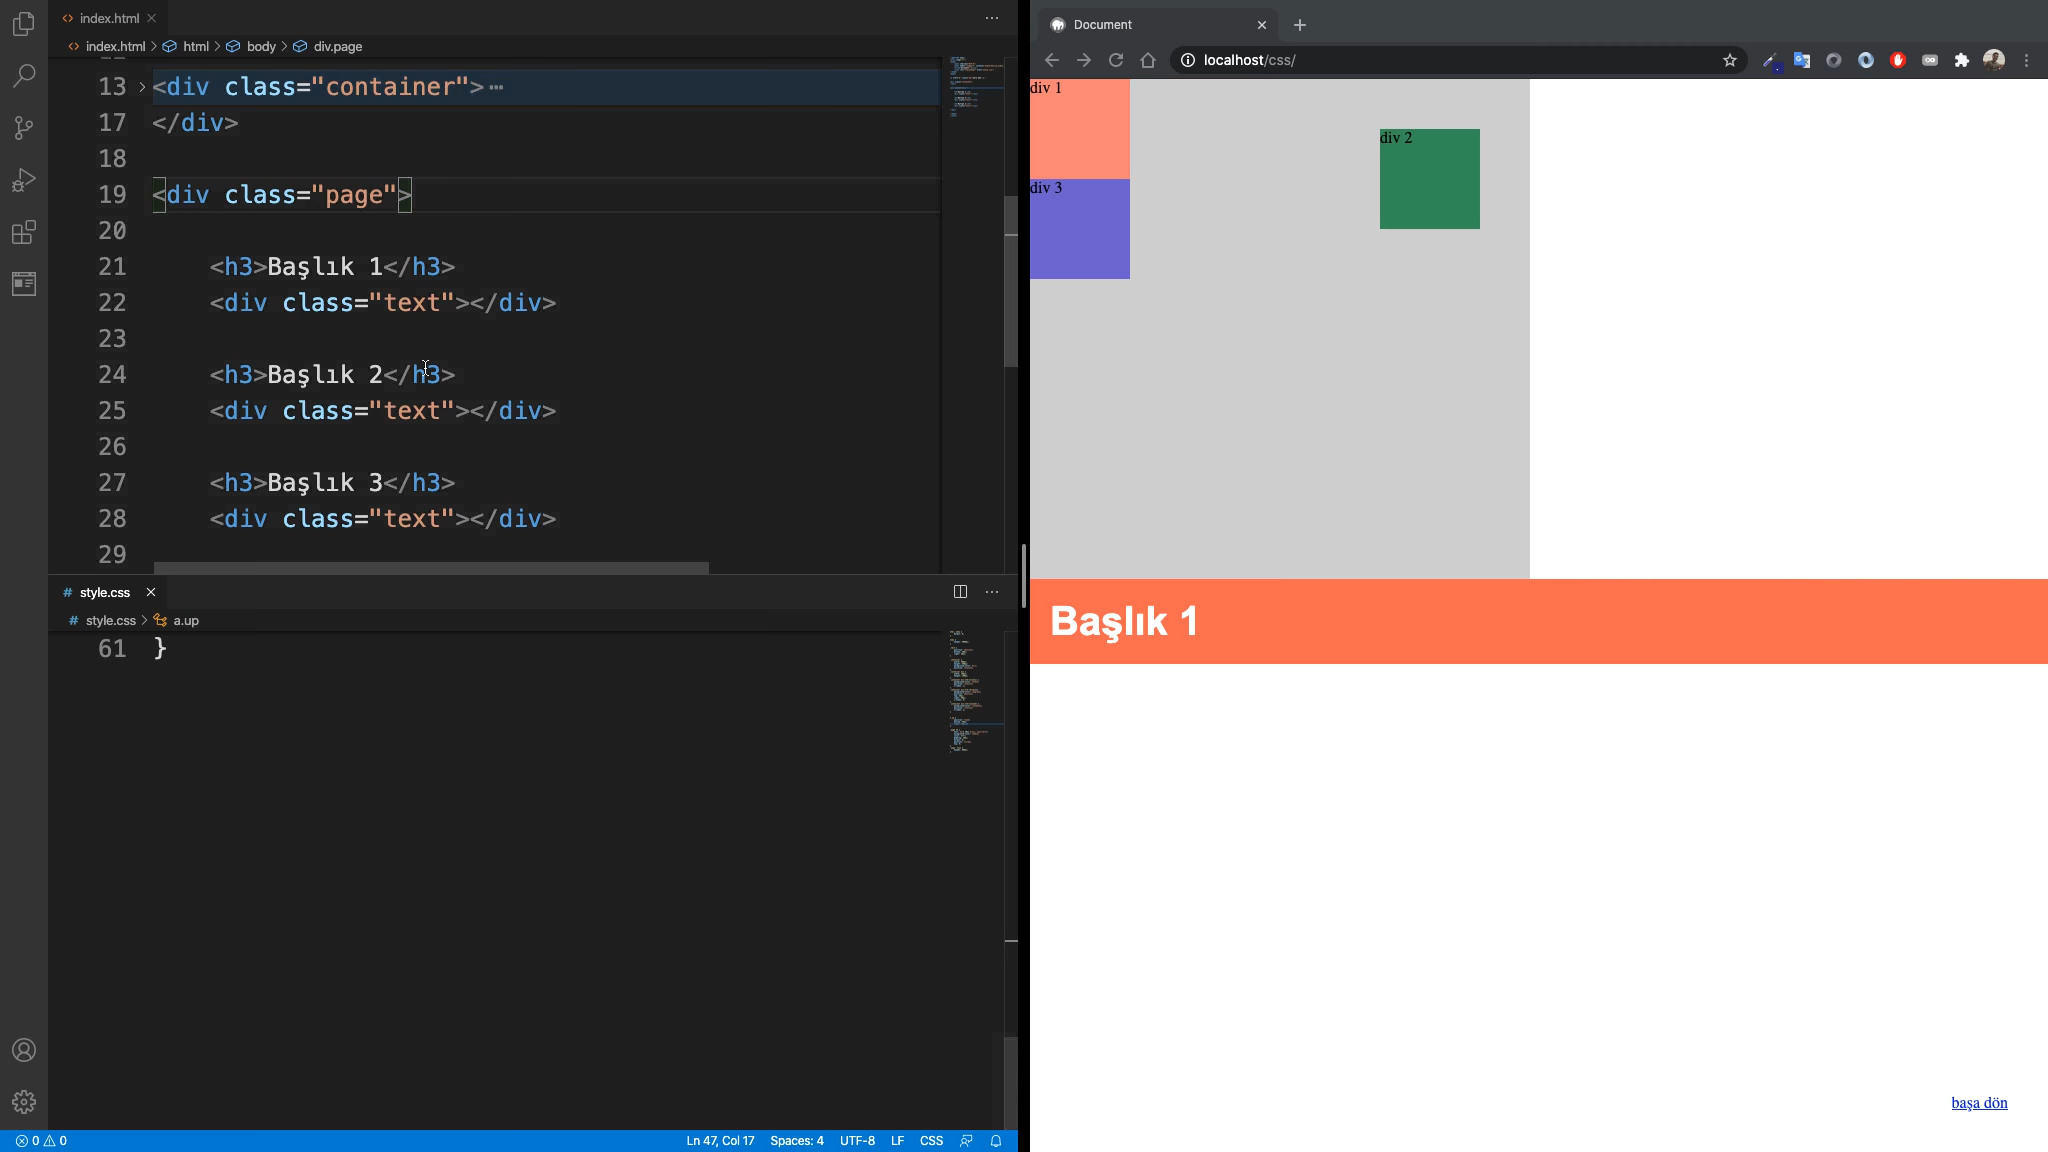 index.html
index.html > html > body > div.page
13 <div class="container">
17 </div>
18
19 <div class="page">
20
21 <h3>Başlık 1</h3>
22 <div class="text"></div>
23
24 <h3>Başlık 2</h3>
25 <div class="text"></div>
26
27 <h3>Başlık 3</h3>
28 <div class="text"></div>
29
style.css
style.css > a.up
61 }
0 0
Ln 47, Col 17 Spaces: 4 UTF-8 LF CSS
Document
localhost/css/
div 1
div 2
div 3
Başlık 1
başa dön